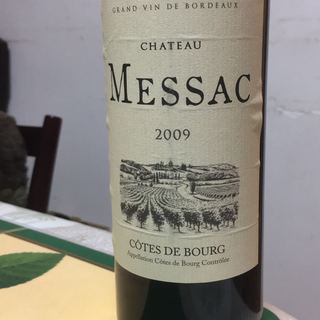 GRAND VIN DE BORDEAUX
CHATEAU
MESSAC
2009
CÔTES DE BOURG
Appellation Côtes de Bourg Contrôlée